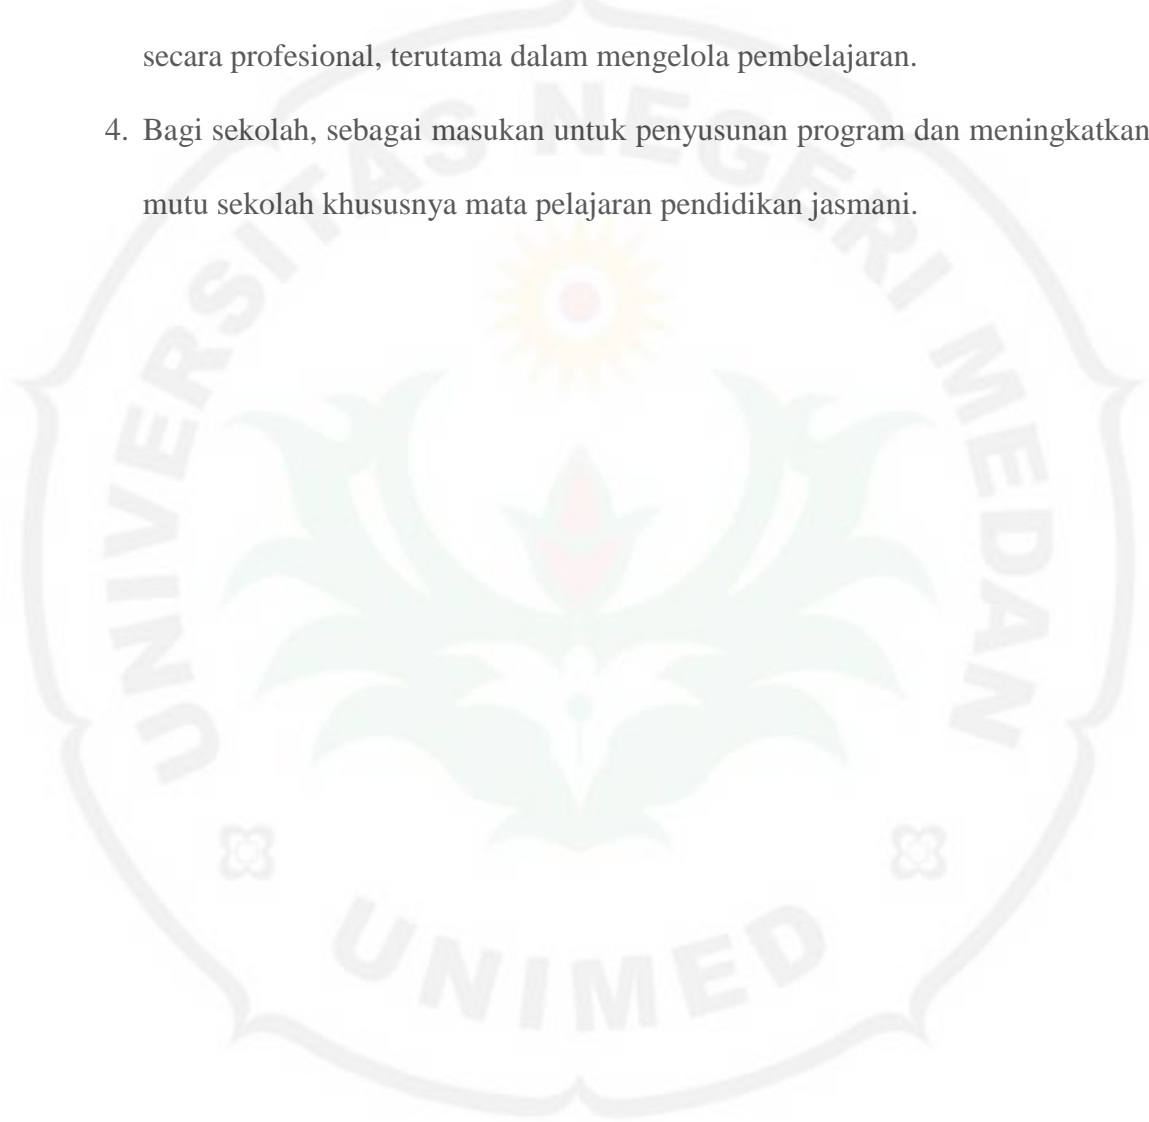 secara profesional, terutama dalam mengelola pembelajaran.
4. Bagi sekolah, sebagai masukan untuk penyusunan program dan meningkatkan
mutu sekolah khususnya mata pelajaran pendidikan jasmani.
UNIVERSITAS NEGERI MEDAN
UNIMED